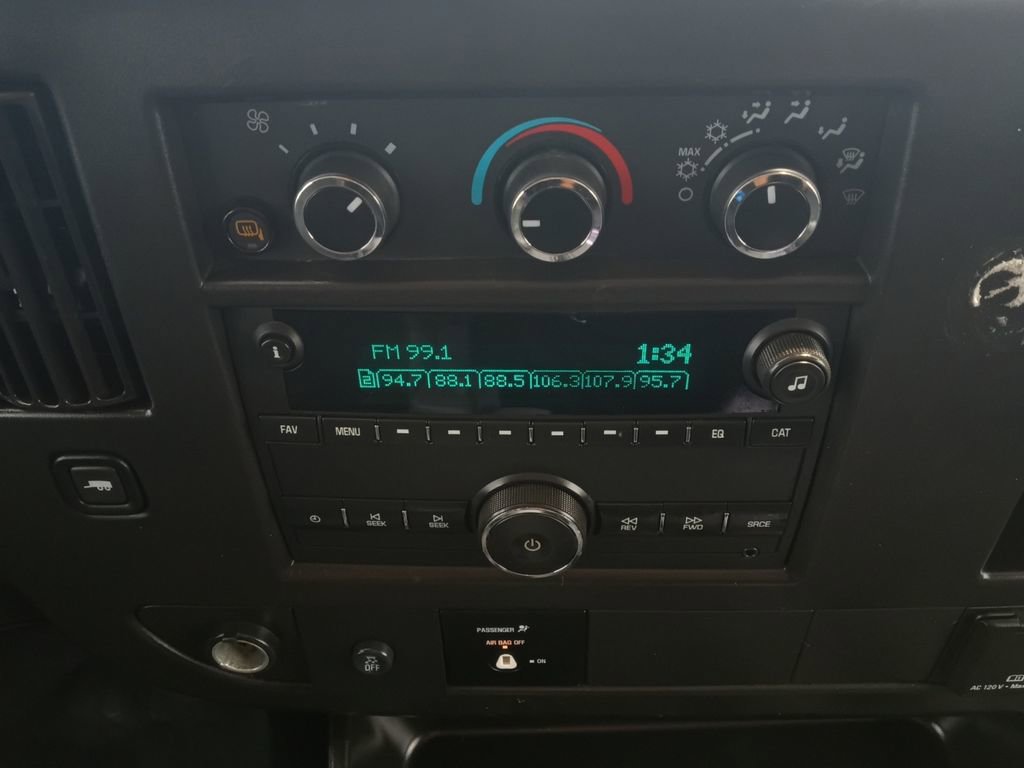 MAX
i
FM 99.1 1:34
2 94.7 88.1 88.5 106.3 107.9 95.7
FAV MENU EQ CAT
SEEK SEEK REV FWD SRCE
PASSENGER
AIR BAG OFF
ON
OFF
AC 120 V -